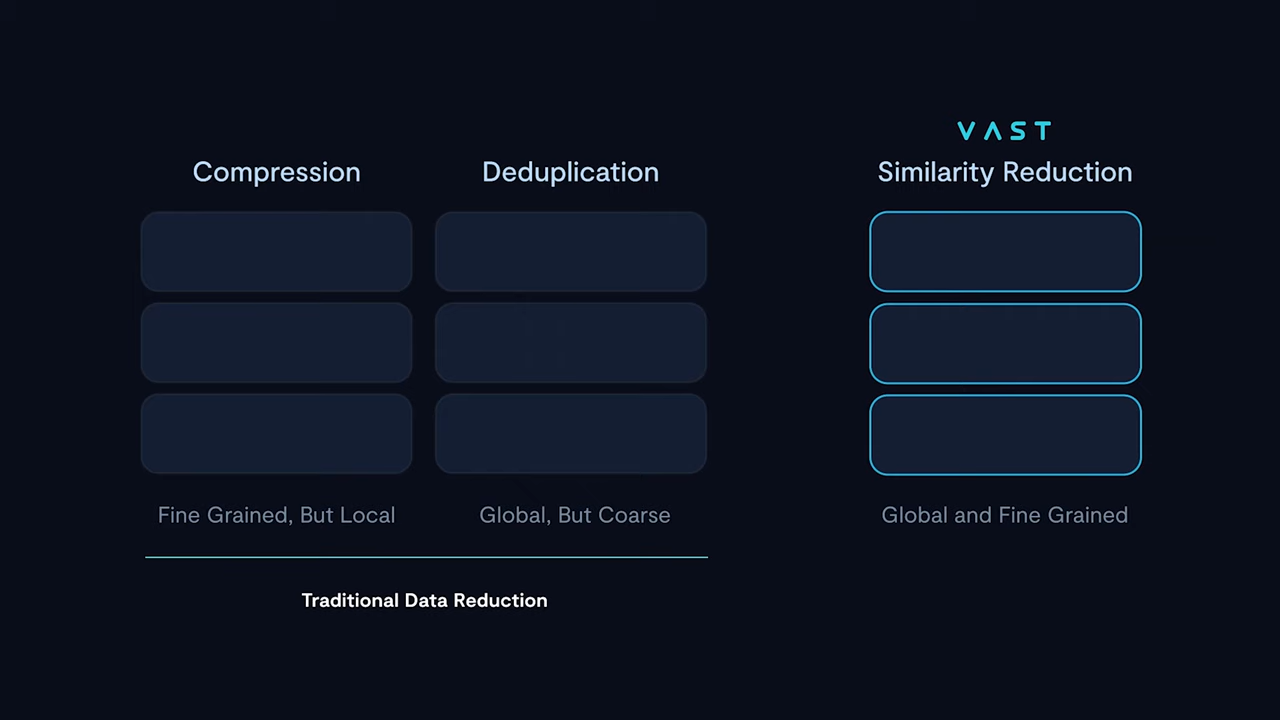 Compression
Deduplication
VAST
Similarity Reduction
Fine Grained, But Local
Global, But Coarse
Global and Fine Grained
Traditional Data Reduction